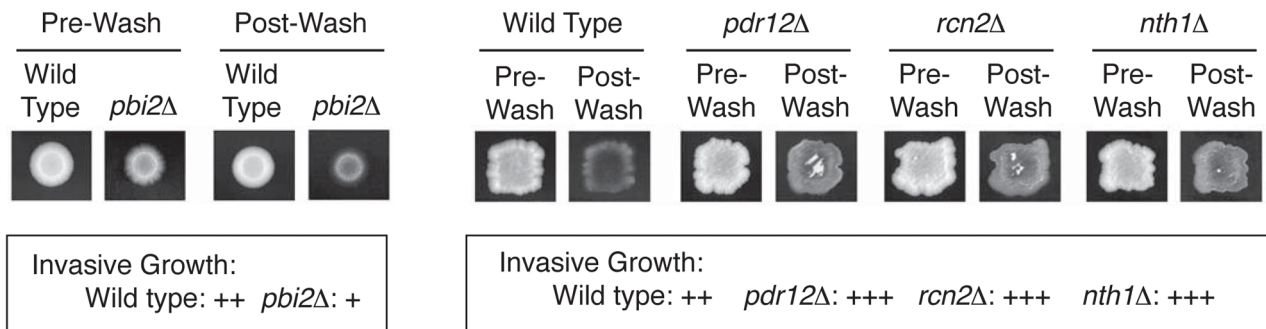 Pre-Wash Post-Wash
Wild Type pbi2Δ Wild Type pbi2Δ
Invasive Growth:
Wild type: ++ pbi2Δ: +
Wild Type pdr12Δ rcn2Δ nth1Δ
Pre-Wash Post-Wash Pre-Wash Post-Wash Pre-Wash Post-Wash Pre-Wash Post-Wash
Invasive Growth:
Wild type: ++ pdr12Δ: +++ rcn2Δ: +++ nth1Δ: +++